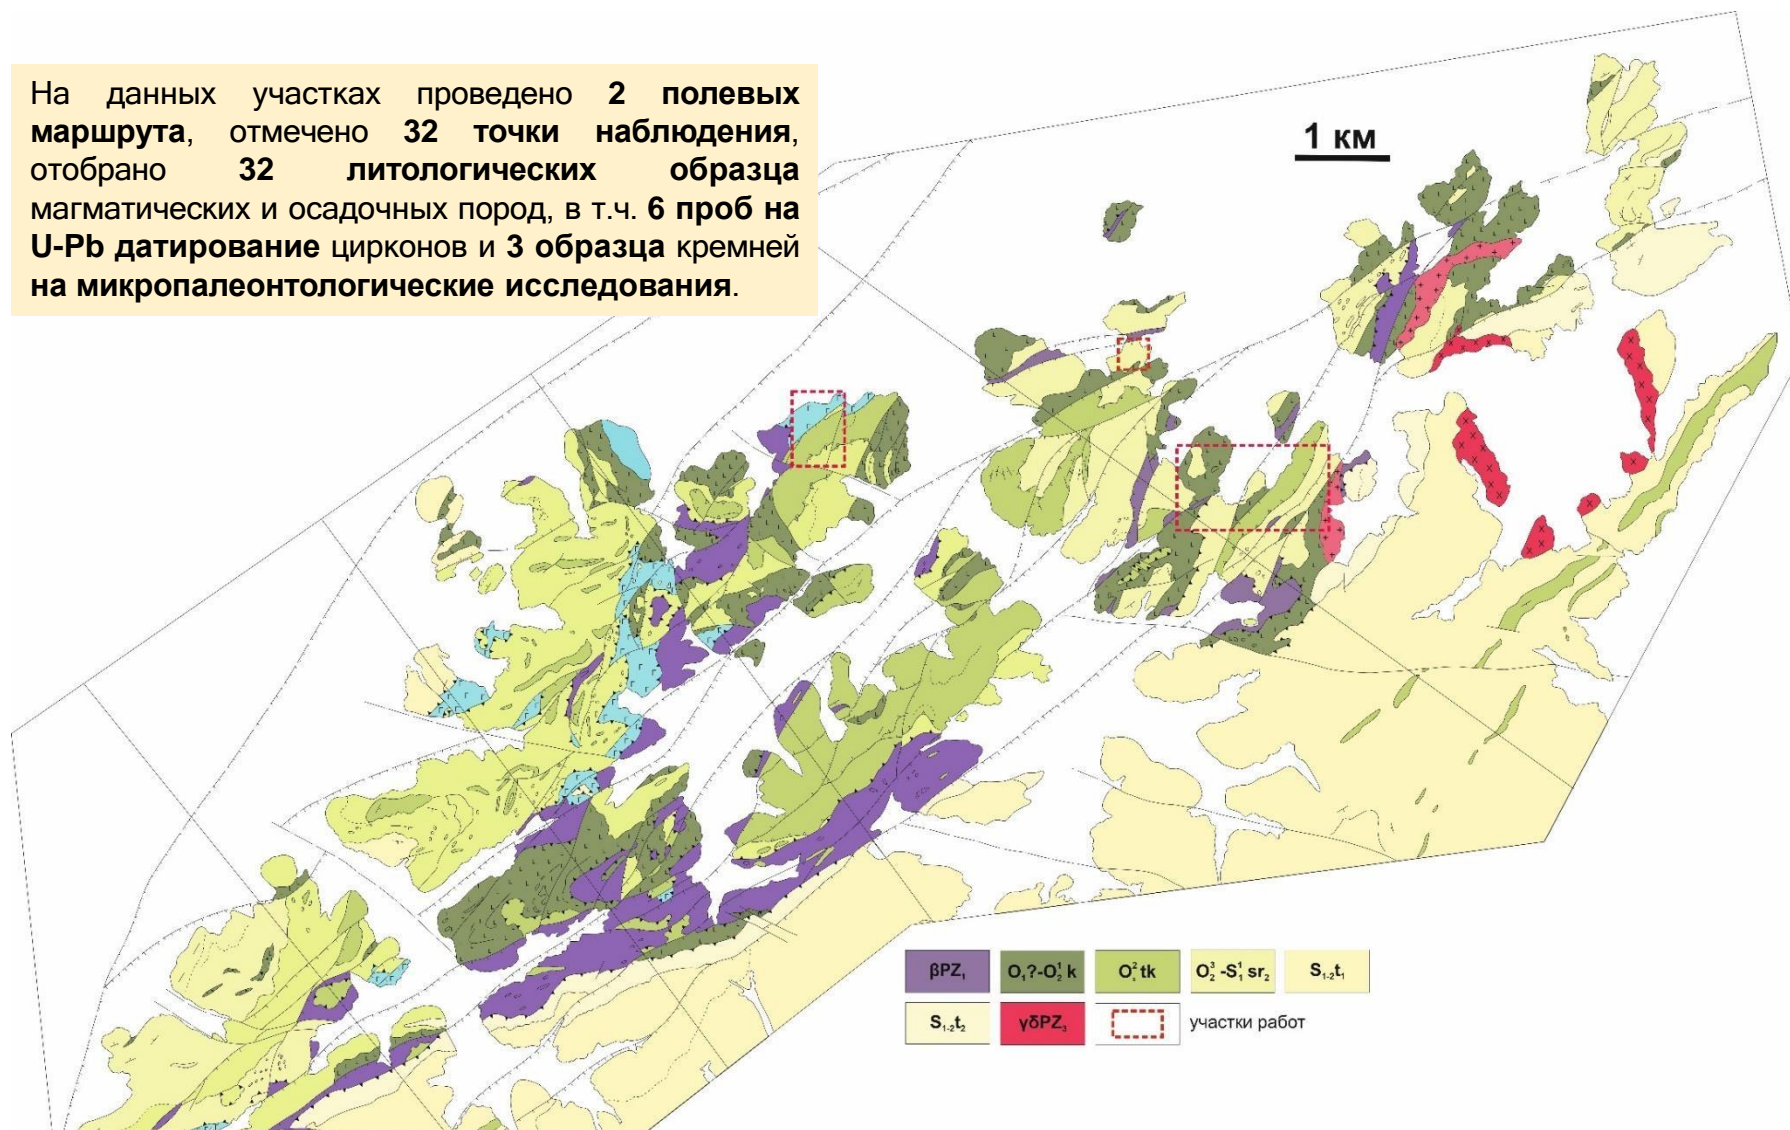 На данных участках проведено 2 полевых
маршрута, отмечено 32 точки наблюдения,
отобрано 32 литологических образца
магматических и осадочных пород, в т.ч. 6 проб на
U-Pb датирование цирконов и 3 образца кремней
на микропалеонтологические исследования.
1 км
βPZ₁ O₁?-O₂¹ k O₂² tk O₂³-S₁¹ sr₂ S₁₋₂t₁
S₁₋₂t₂ γδPZ₃ участки работ